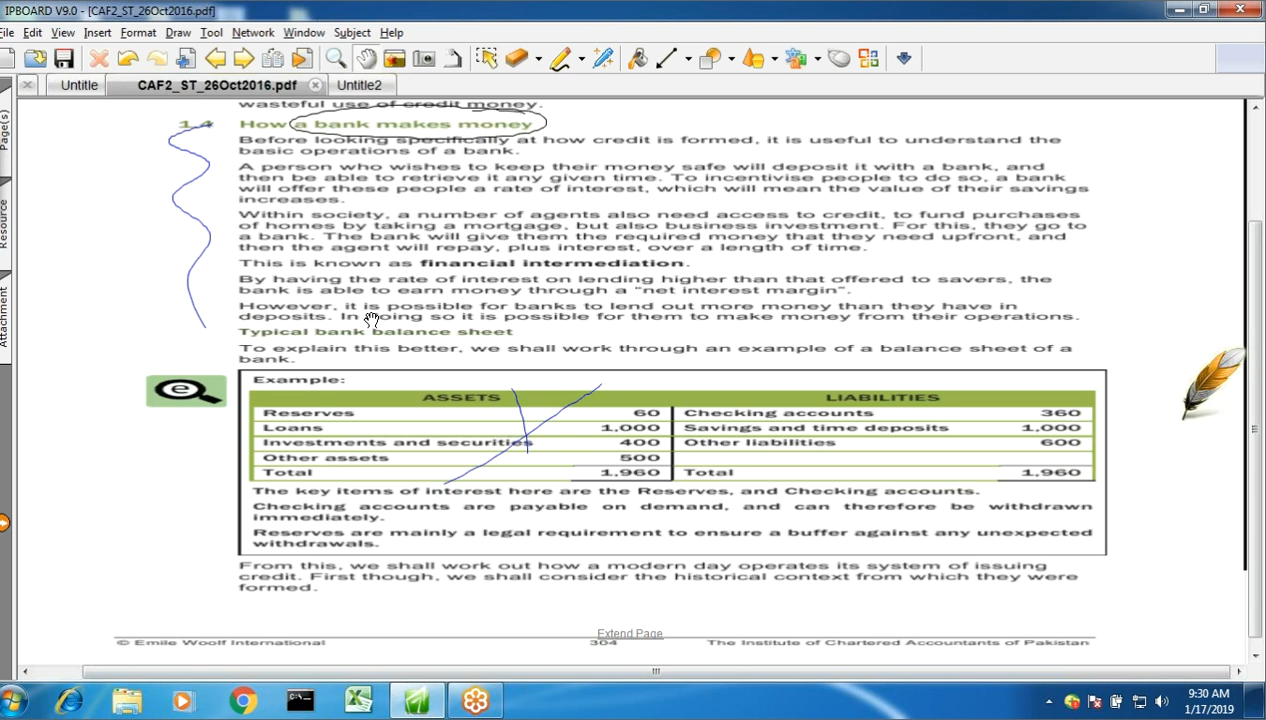 IPBOARD V9.0 - [CAF2_ST_26Oct2016.pdf]
File Edit View Insert Format Draw Tool Network Window Subject Help
Untitle CAF2_ST_26Oct2016.pdf Untitle2
Page(s)
Resource
Attachment
wasteful use of credit money.
1.4 How a bank makes money
Before looking specifically at how credit is formed, it is useful to understand the
basic operations of a bank.
A person who wishes to keep their money safe will deposit it with a bank, and
then be able to retrieve it any given time. To incentivise people to do so, a bank
will offer these people a rate of interest, which will mean the value of their savings
increases.
Within society, a number of agents also need access to credit, to fund purchases
of homes by taking a mortgage, but also business investment. For this, they go to
a bank. The bank will give them the required money that they need upfront, and
then the agent will repay, plus interest, over a length of time.
This is known as financial intermediation.
By having the rate of interest on lending higher than that offered to savers, the
bank is able to earn money through a “net interest margin”.
However, it is possible for banks to lend out more money than they have in
deposits. In doing so it is possible for them to make money from their operations.
Typical bank balance sheet
To explain this better, we shall work through an example of a balance sheet of a
bank.
e
Example:
ASSETS LIABILITIES
Reserves 60 Checking accounts 360
Loans 1,000 Savings and time deposits 1,000
Investments and securities 400 Other liabilities 600
Other assets 500
Total 1,960 Total 1,960
The key items of interest here are the Reserves, and Checking accounts.
Checking accounts are payable on demand, and can therefore be withdrawn
immediately.
Reserves are mainly a legal requirement to ensure a buffer against any unexpected
withdrawals.
From this, we shall work out how a modern day operates its system of issuing
credit. First though, we shall consider the historical context from which they were
formed.
Extend Page
© Emile Woolf International 304 The Institute of Chartered Accountants of Pakistan
9:30 AM
1/17/2019